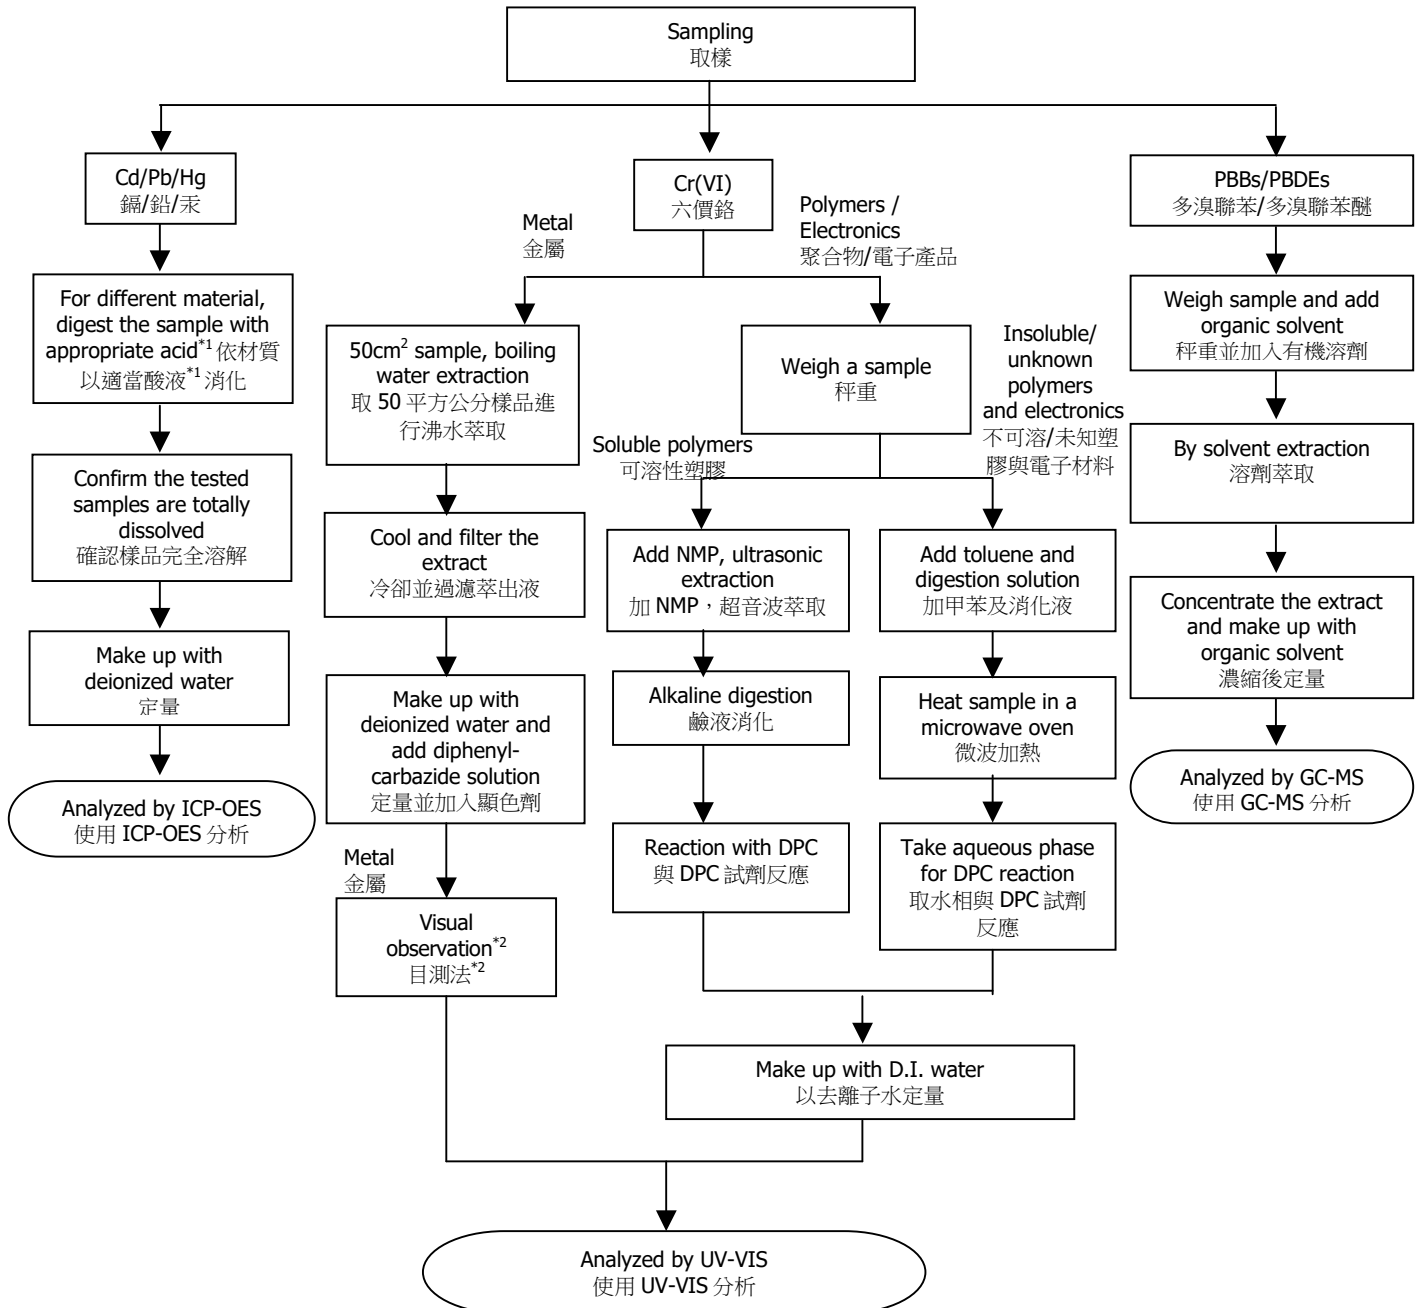 Sampling
取樣
Cd/Pb/Hg
鎘/鉛/汞
For different material,
digest the sample with
appropriate acid*1 依材質
以適當酸液*1 消化
Confirm the tested
samples are totally
dissolved
確認樣品完全溶解
Make up with
deionized water
定量
Analyzed by ICP-OES
使用 ICP-OES 分析
Cr(VI)
六價鉻
Metal
金屬
50cm2 sample, boiling
water extraction
取 50 平方公分樣品進
行沸水萃取
Cool and filter the
extract
冷卻並過濾萃出液
Make up with
deionized water and
add diphenyl-
carbazide solution
定量並加入顯色劑
Metal
金屬
Visual
observation*2
目測法*2
Polymers /
Electronics
聚合物/電子產品
Weigh a sample
秤重
Soluble polymers
可溶性塑膠
Add NMP, ultrasonic
extraction
加 NMP，超音波萃取
Alkaline digestion
鹼液消化
Reaction with DPC
與 DPC 試劑反應
Insoluble/
unknown
polymers
and electronics
不可溶/未知塑
膠與電子材料
Add toluene and
digestion solution
加甲苯及消化液
Heat sample in a
microwave oven
微波加熱
Take aqueous phase
for DPC reaction
取水相與 DPC 試劑
反應
Make up with D.I. water
以去離子水定量
Analyzed by UV-VIS
使用 UV-VIS 分析
PBBs/PBDEs
多溴聯苯/多溴聯苯醚
Weigh sample and add
organic solvent
秤重並加入有機溶劑
By solvent extraction
溶劑萃取
Concentrate the extract
and make up with
organic solvent
濃縮後定量
Analyzed by GC-MS
使用 GC-MS 分析